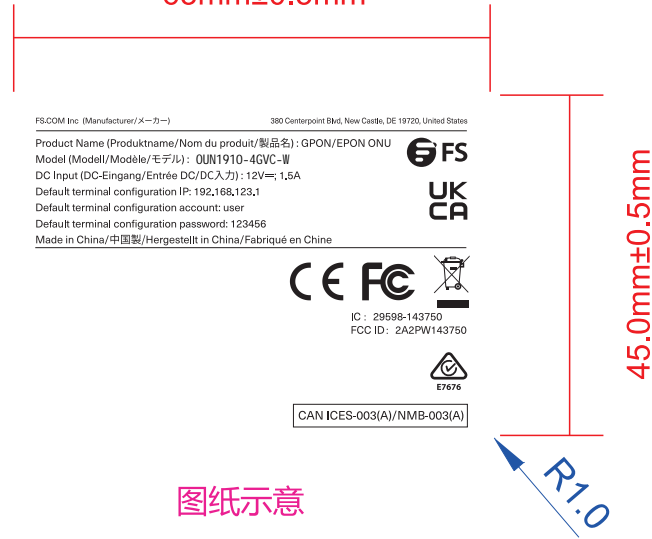 FS.COM Inc (Manufacturer/メーカー) 380 Centerpoint Blvd, New Castle, DE 19720, United States
Product Name (Produktname/Nom du produit/製品名) : GPON/EPON ONU
Model (Modell/Modèle/モデル) : OUN1910-4GVC-W
DC Input (DC-Eingang/Entrée DC/DC入力) : 12V⎓; 1.5A
Default terminal configuration IP: 192.168.123.1
Default terminal configuration account: user
Default terminal configuration password: 123456
Made in China/中国製/Hergestellt in China/Fabriqué en Chine
FS
UK
CA
CE FC
IC : 29598-143750
FCC ID : 2A2PW143750
E7676
CAN ICES-003(A)/NMB-003(A)
45.0mm±0.5mm
R1.0
图纸示意